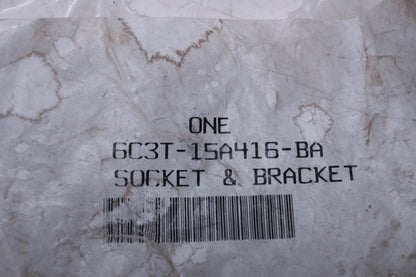 ONE
6C3T-15A416-BA
SOCKET & BRACKET